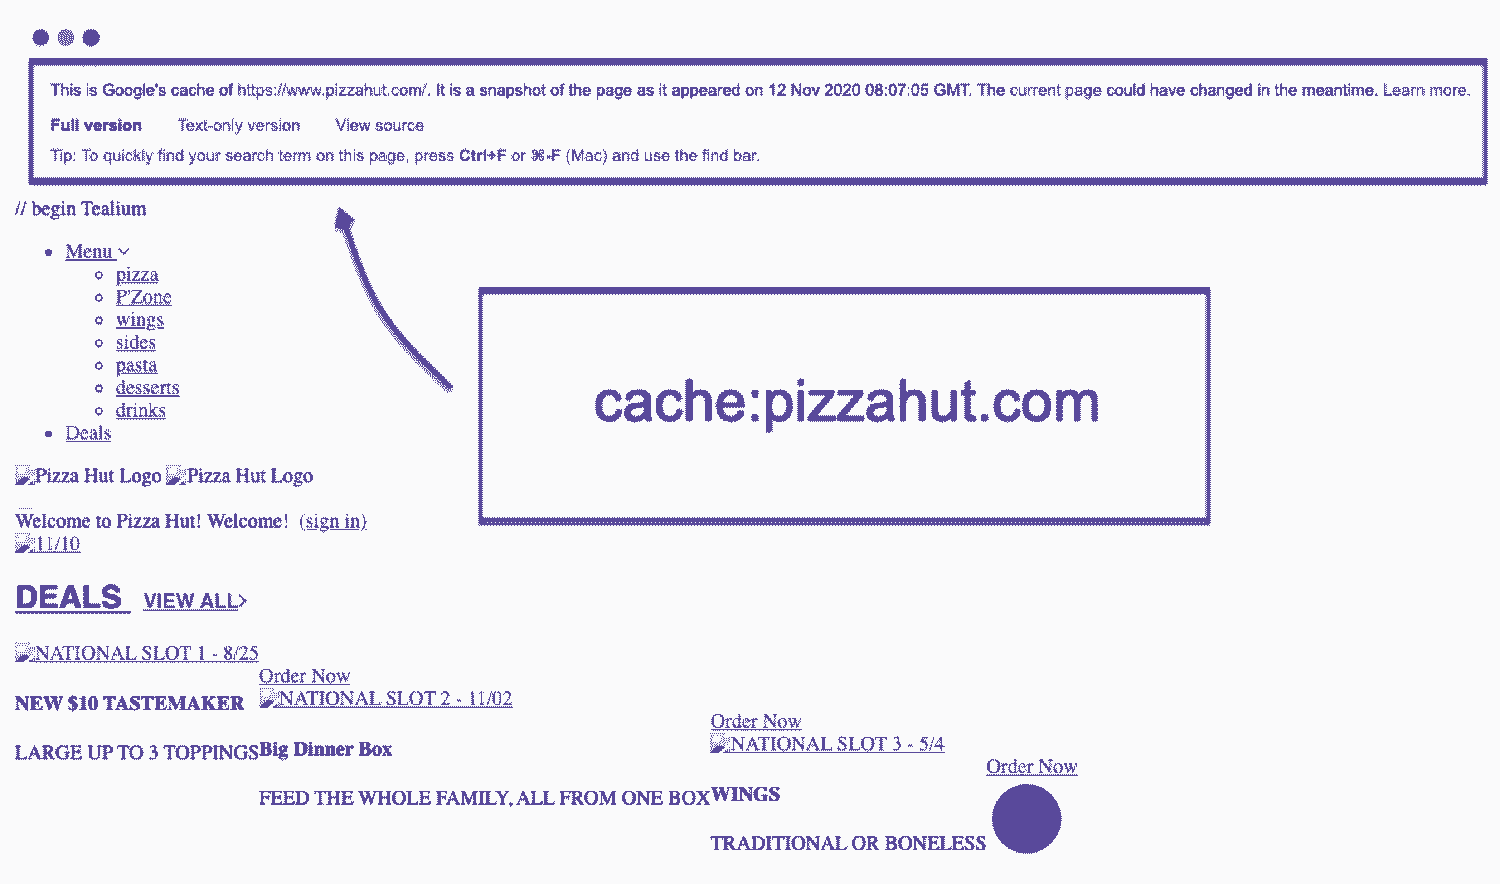 This is Google's cache of https://www.pizzahut.com/. It is a snapshot of the page as it appeared on 12 Nov 2020 08:07:05 GMT. The current page could have changed in the meantime. Learn more.
Full version Text-only version View source
Tip: To quickly find your search term on this page, press Ctrl+F or ⌘-F (Mac) and use the find bar.
// begin Tealium
Menu
pizza
P'Zone
wings
sides
pasta
desserts
drinks
Deals
cache:pizzahut.com
Pizza Hut Logo Pizza Hut Logo
Welcome to Pizza Hut! Welcome! (sign in)
11/10
DEALS VIEW ALL>
NATIONAL SLOT 1 - 8/25
NEW $10 TASTEMAKER
LARGE UP TO 3 TOPPINGS
Order Now
NATIONAL SLOT 2 - 11/02
Big Dinner Box
FEED THE WHOLE FAMILY, ALL FROM ONE BOX
Order Now
NATIONAL SLOT 3 - 5/4
WINGS
TRADITIONAL OR BONELESS
Order Now